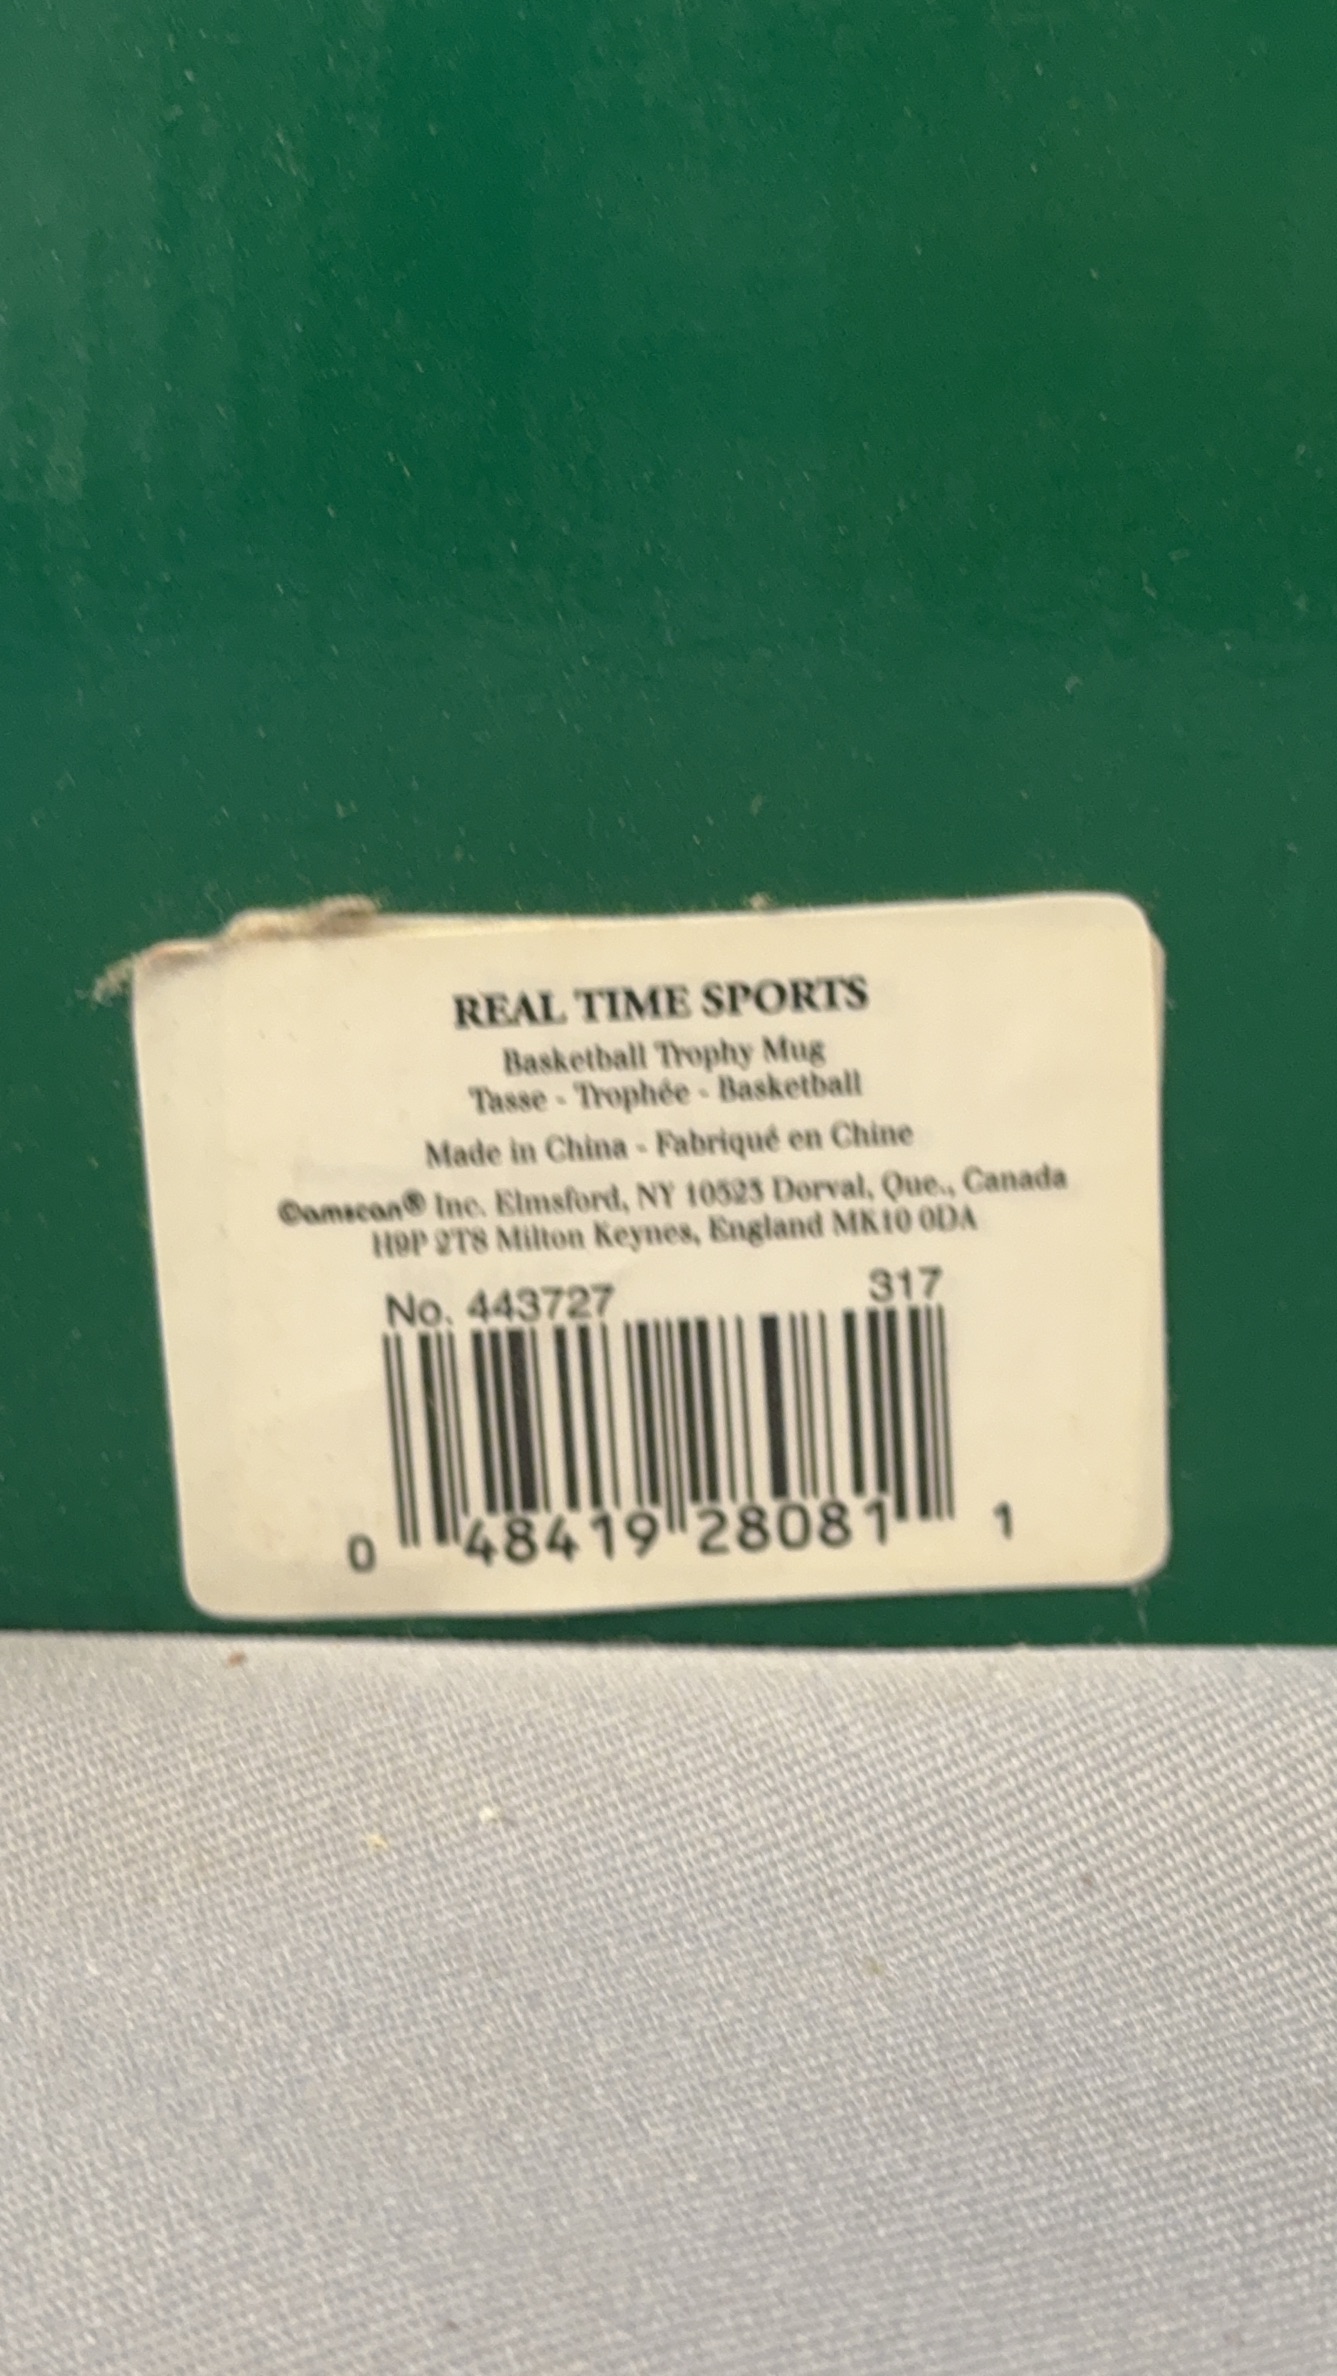 REAL TIME SPORTS
Basketball Trophy Mug
Tasse - Trophée - Basketball
Made in China - Fabriqué en Chine
©amscan® Inc. Elmsford, NY 10523 Dorval, Que., Canada
H9P 2T8 Milton Keynes, England MK10 0DA
No. 443727 317
0 48419 28081 1